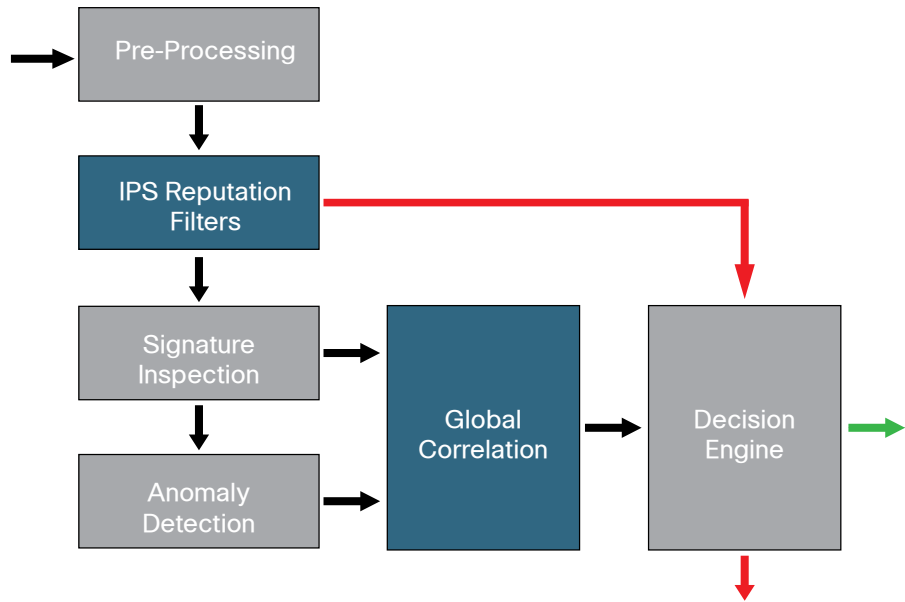 Pre-Processing
IPS Reputation
Filters
Signature
Inspection
Global
Correlation
Decision
Engine
Anomaly
Detection